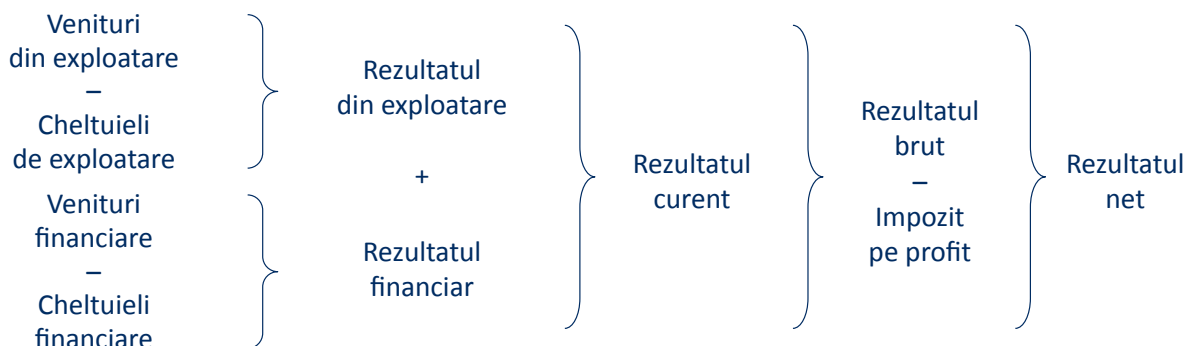 Venituri
din exploatare
–
Cheltuieli
de exploatare
Venituri
financiare
–
Cheltuieli
financiare
Rezultatul
din exploatare
+
Rezultatul
financiar
Rezultatul
curent
Rezultatul
brut
–
Impozit
pe profit
Rezultatul
net